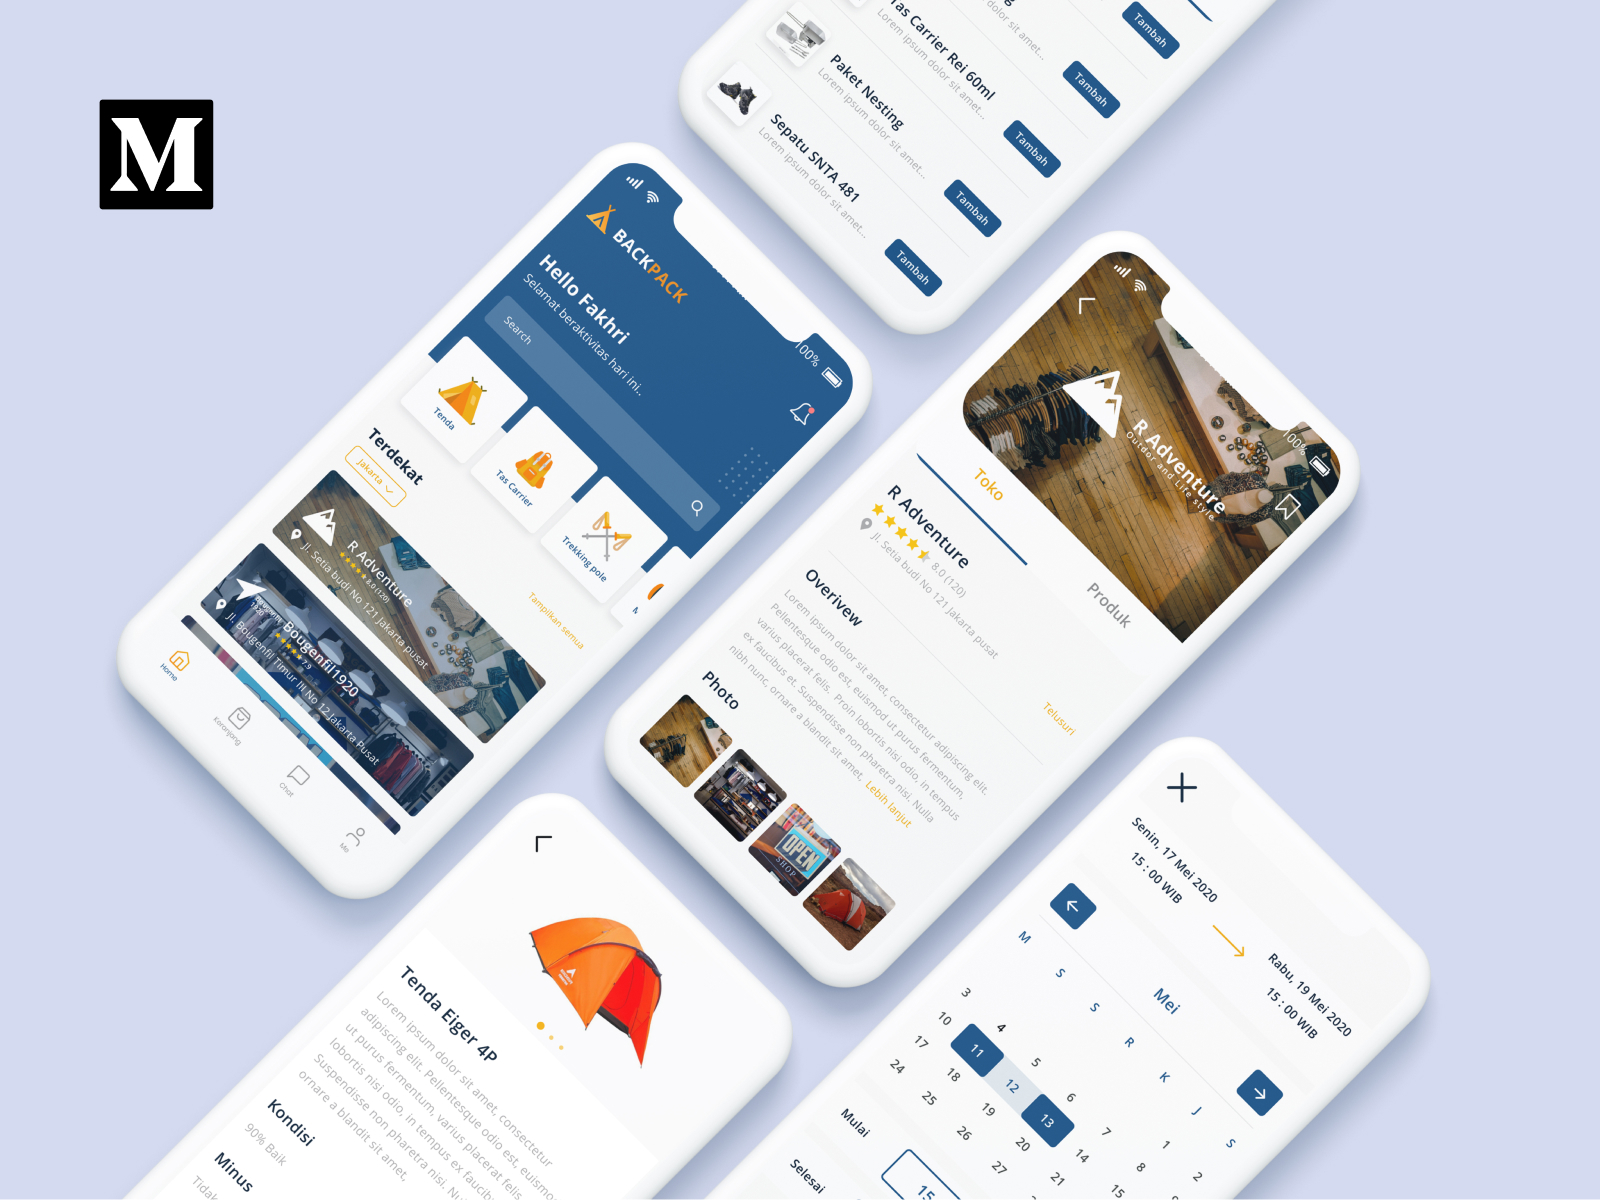 M
Tas Carrier Rei 60ml
Lorem ipsum dolor sit amet...
Tambah
Tambah
Paket Nesting
Lorem ipsum dolor sit amet...
Tambah
Sepatu SNTA 481
Lorem ipsum dolor sit amet...
Tambah
Tambah
100%
BACKPACK
Hello Fakhri
Selamat beraktivitas hari ini..
Search
Tenda
Tas Carrier
Trekking pole
Terdekat
Jakarta
Tampilkan semua
R Adventure
8.0 (120)
Jl. Setia budi No 121 Jakarta pusat
Bougenfil1920
7.9
Jl. Bougenfil Timur III No 12 Jakarta Pusat
Home
Keranjang
Chat
Me
100%
R Adventure
Outdor and Life style
Toko
Produk
R Adventure
8.0 (120)
Jl. Setia budi No 121 Jakarta pusat
Telusuri
Overivew
Lorem ipsum dolor sit amet, consectetur adipiscing elit.
Pellentesque odio est, euismod ut purus fermentum,
varius placerat felis. Proin lobortis nisi odio, in tempus
ex faucibus et. Suspendisse non pharetra nisi. Nulla
nibh nunc, ornare a blandit sit amet. Lebih lanjut
Photo
OPEN
SHOP
Tenda Eiger 4P
Lorem ipsum dolor sit amet, consectetur
adipiscing elit. Pellentesque odio est, euismo
ut purus fermentum, varius placerat felis.
lobortis nisi odio, in tempus ex faucib
Suspendisse non pharetra nisi. Nu
ornare a blandit sit amet,
Kondisi
90% Baik
Minus
Tidak
Senin, 17 Mei 2020
15 : 00 WIB
Rabu, 19 Mei 2020
15 : 00 WIB
Mei
M S S R K J S
1 2
3 4 5 6 7 8
10 11 12 13 14 15
17 18 19 20 21
24 25 26 27
Mulai
15
Selesai